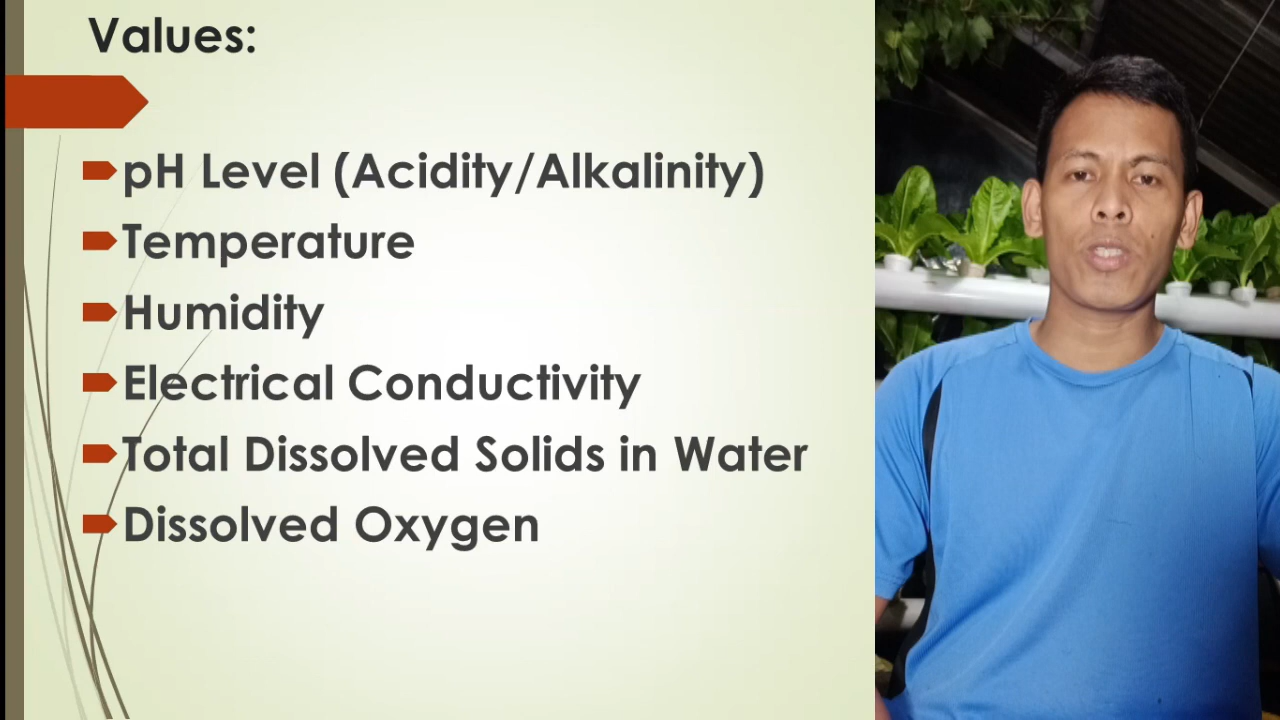 Values:
pH Level (Acidity/Alkalinity)
Temperature
Humidity
Electrical Conductivity
Total Dissolved Solids in Water
Dissolved Oxygen